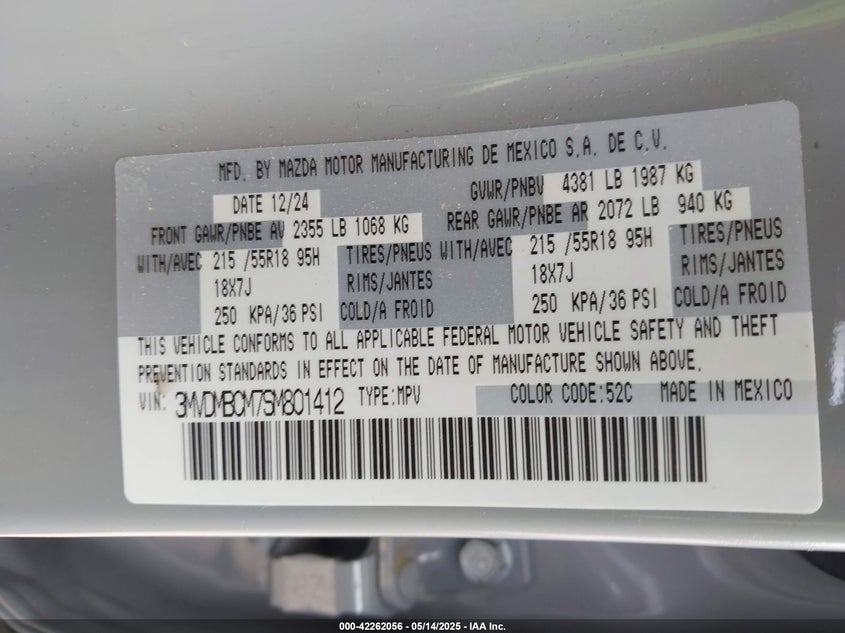 MFD. BY MAZDA MOTOR MANUFACTURING DE MEXICO S.A. DE C.V.
DATE 12/24 GVWR/PNBV 4381 LB 1987 KG
FRONT GAWR/PNBE AV 2355 LB 1068 KG REAR GAWR/PNBE AR 2072 LB 940 KG
WITH/AVEC 215 /55R18 95H TIRES/PNEUS WITH/AVEC 215 /55R18 95H TIRES/PNEUS
18X7J RIMS/JANTES 18X7J RIMS/JANTES
250 KPA/36 PSI COLD/A FROID 250 KPA/36 PSI COLD/A FROID
THIS VEHICLE CONFORMS TO ALL APPLICABLE FEDERAL MOTOR VEHICLE SAFETY AND THEFT
PREVENTION STANDARDS IN EFFECT ON THE DATE OF MANUFACTURE SHOWN ABOVE.
VIN: 3MVDMBCM7SM801412 TYPE:MPV COLOR CODE:52C MADE IN MEXICO
000-42262056 - 05/14/2025 - IAA Inc.